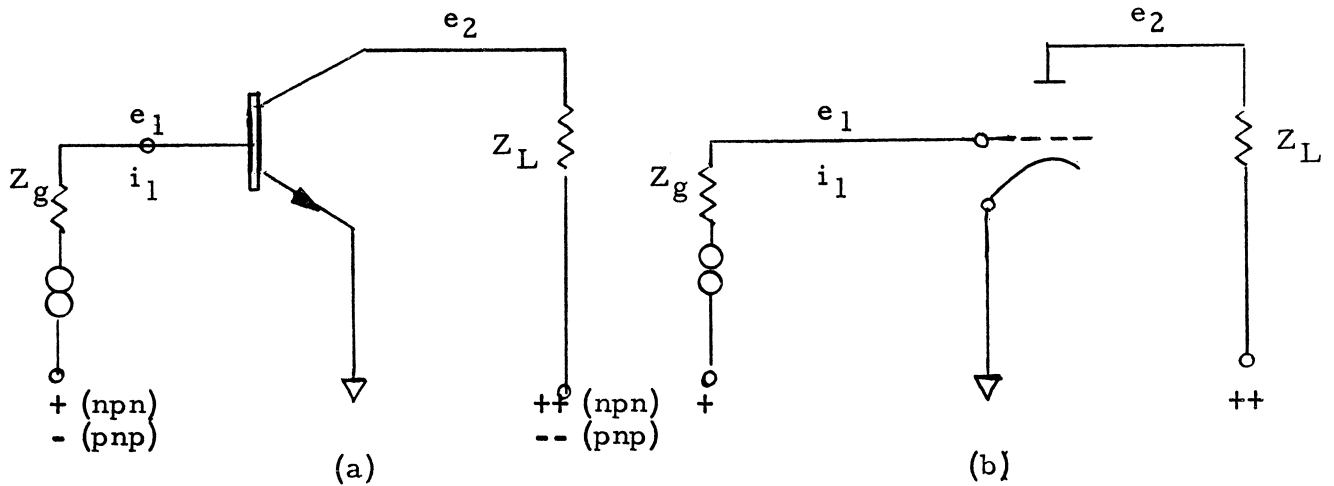 e2
e1
i1
Zg
ZL
+ (npn)
- (pnp)
++ (npn)
-- (pnp)
(a)
e2
e1
i1
Zg
ZL
+
++
(b)